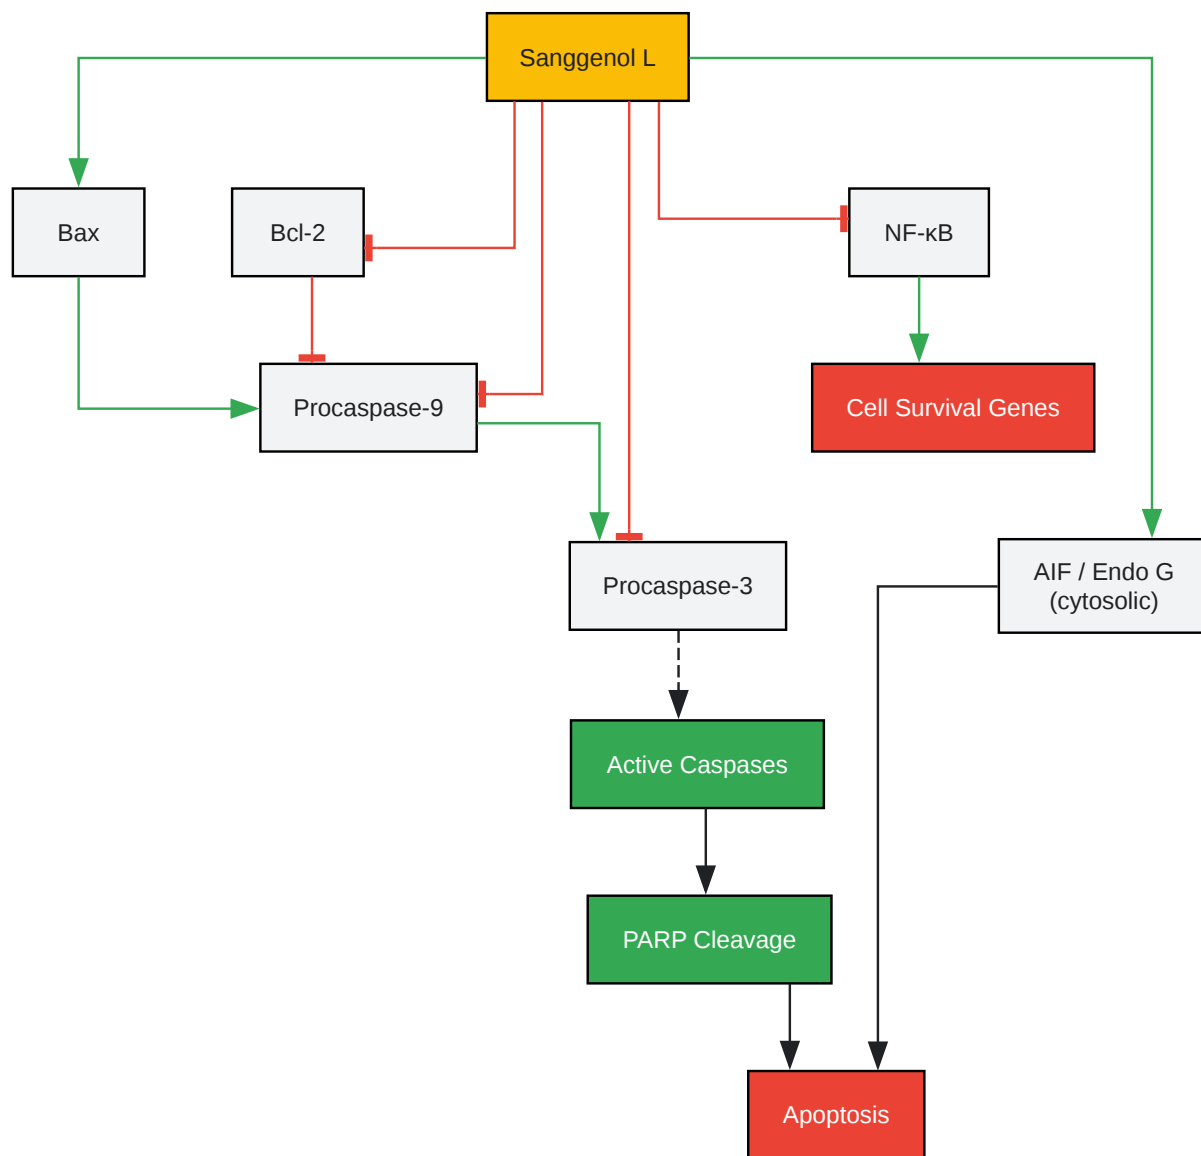 Sanggenol L
Bax
Bcl-2
NF-κB
Procaspase-9
Cell Survival Genes
Procaspase-3
AIF / Endo G
(cytosolic)
Active Caspases
PARP Cleavage
Apoptosis